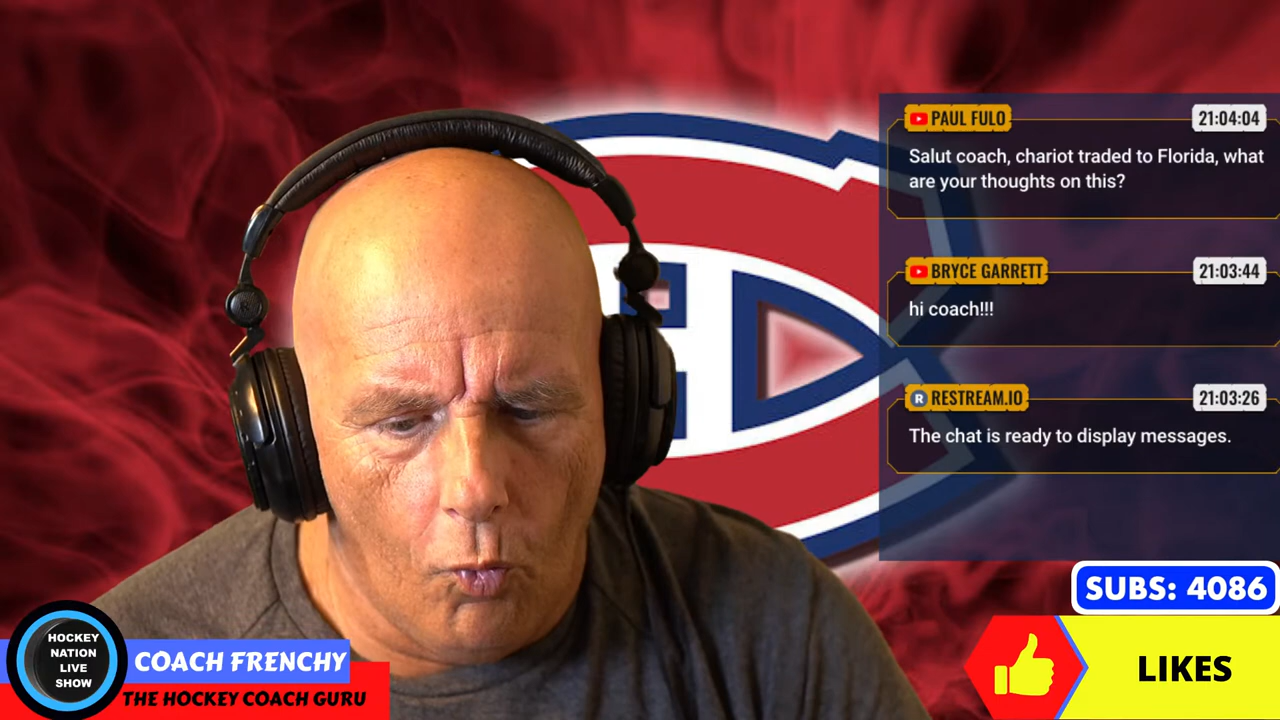 PAUL FULO
21:04:04
Salut coach, chariot traded to Florida, what
are your thoughts on this?
BRYCE GARRETT
21:03:44
hi coach!!!
R RESTREAM.IO
21:03:26
The chat is ready to display messages.
SUBS: 4086
LIKES
HOCKEY
NATION
LIVE
SHOW
COACH FRENCHY
THE HOCKEY COACH GURU